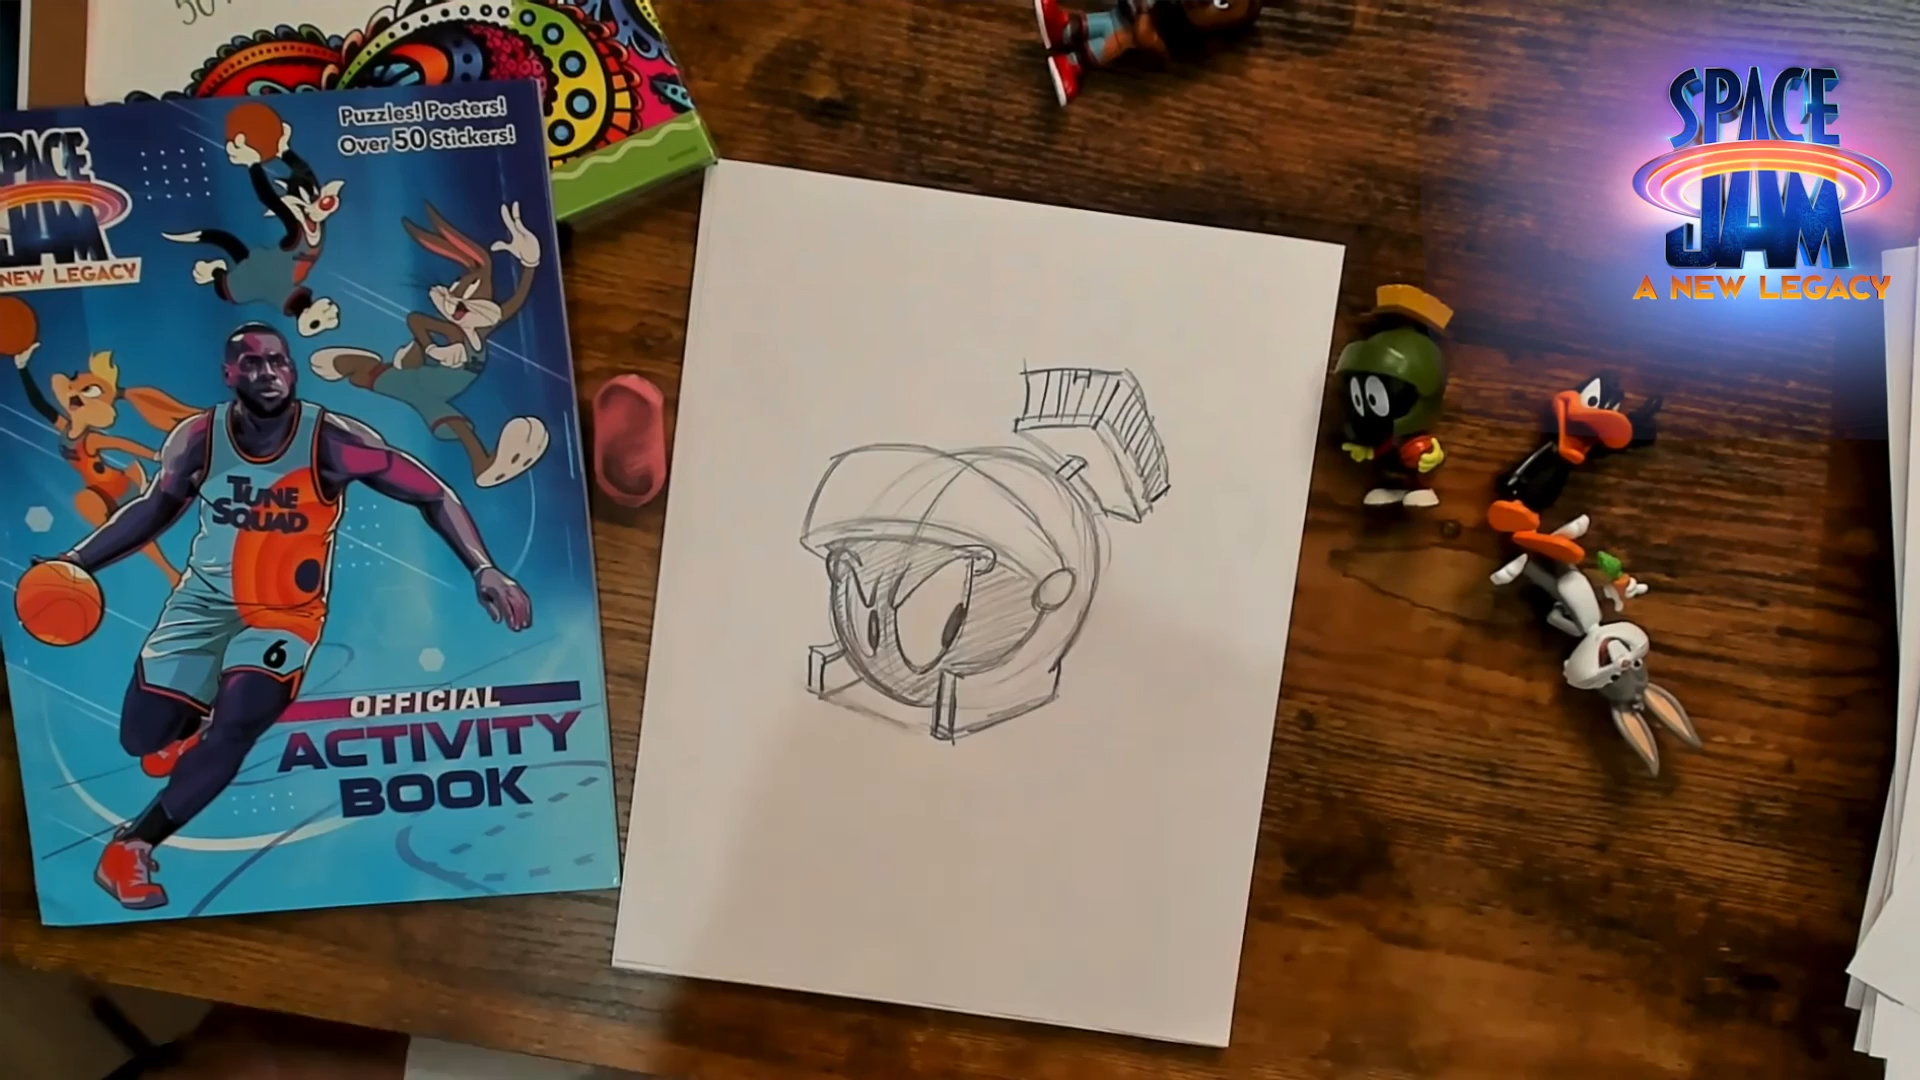 50
Puzzles! Posters!
Over 50 Stickers!
SPACE
JAM
A NEW LEGACY
TUNE
SQUAD
6
OFFICIAL
ACTIVITY
BOOK
SPACE
JAM
A NEW LEGACY